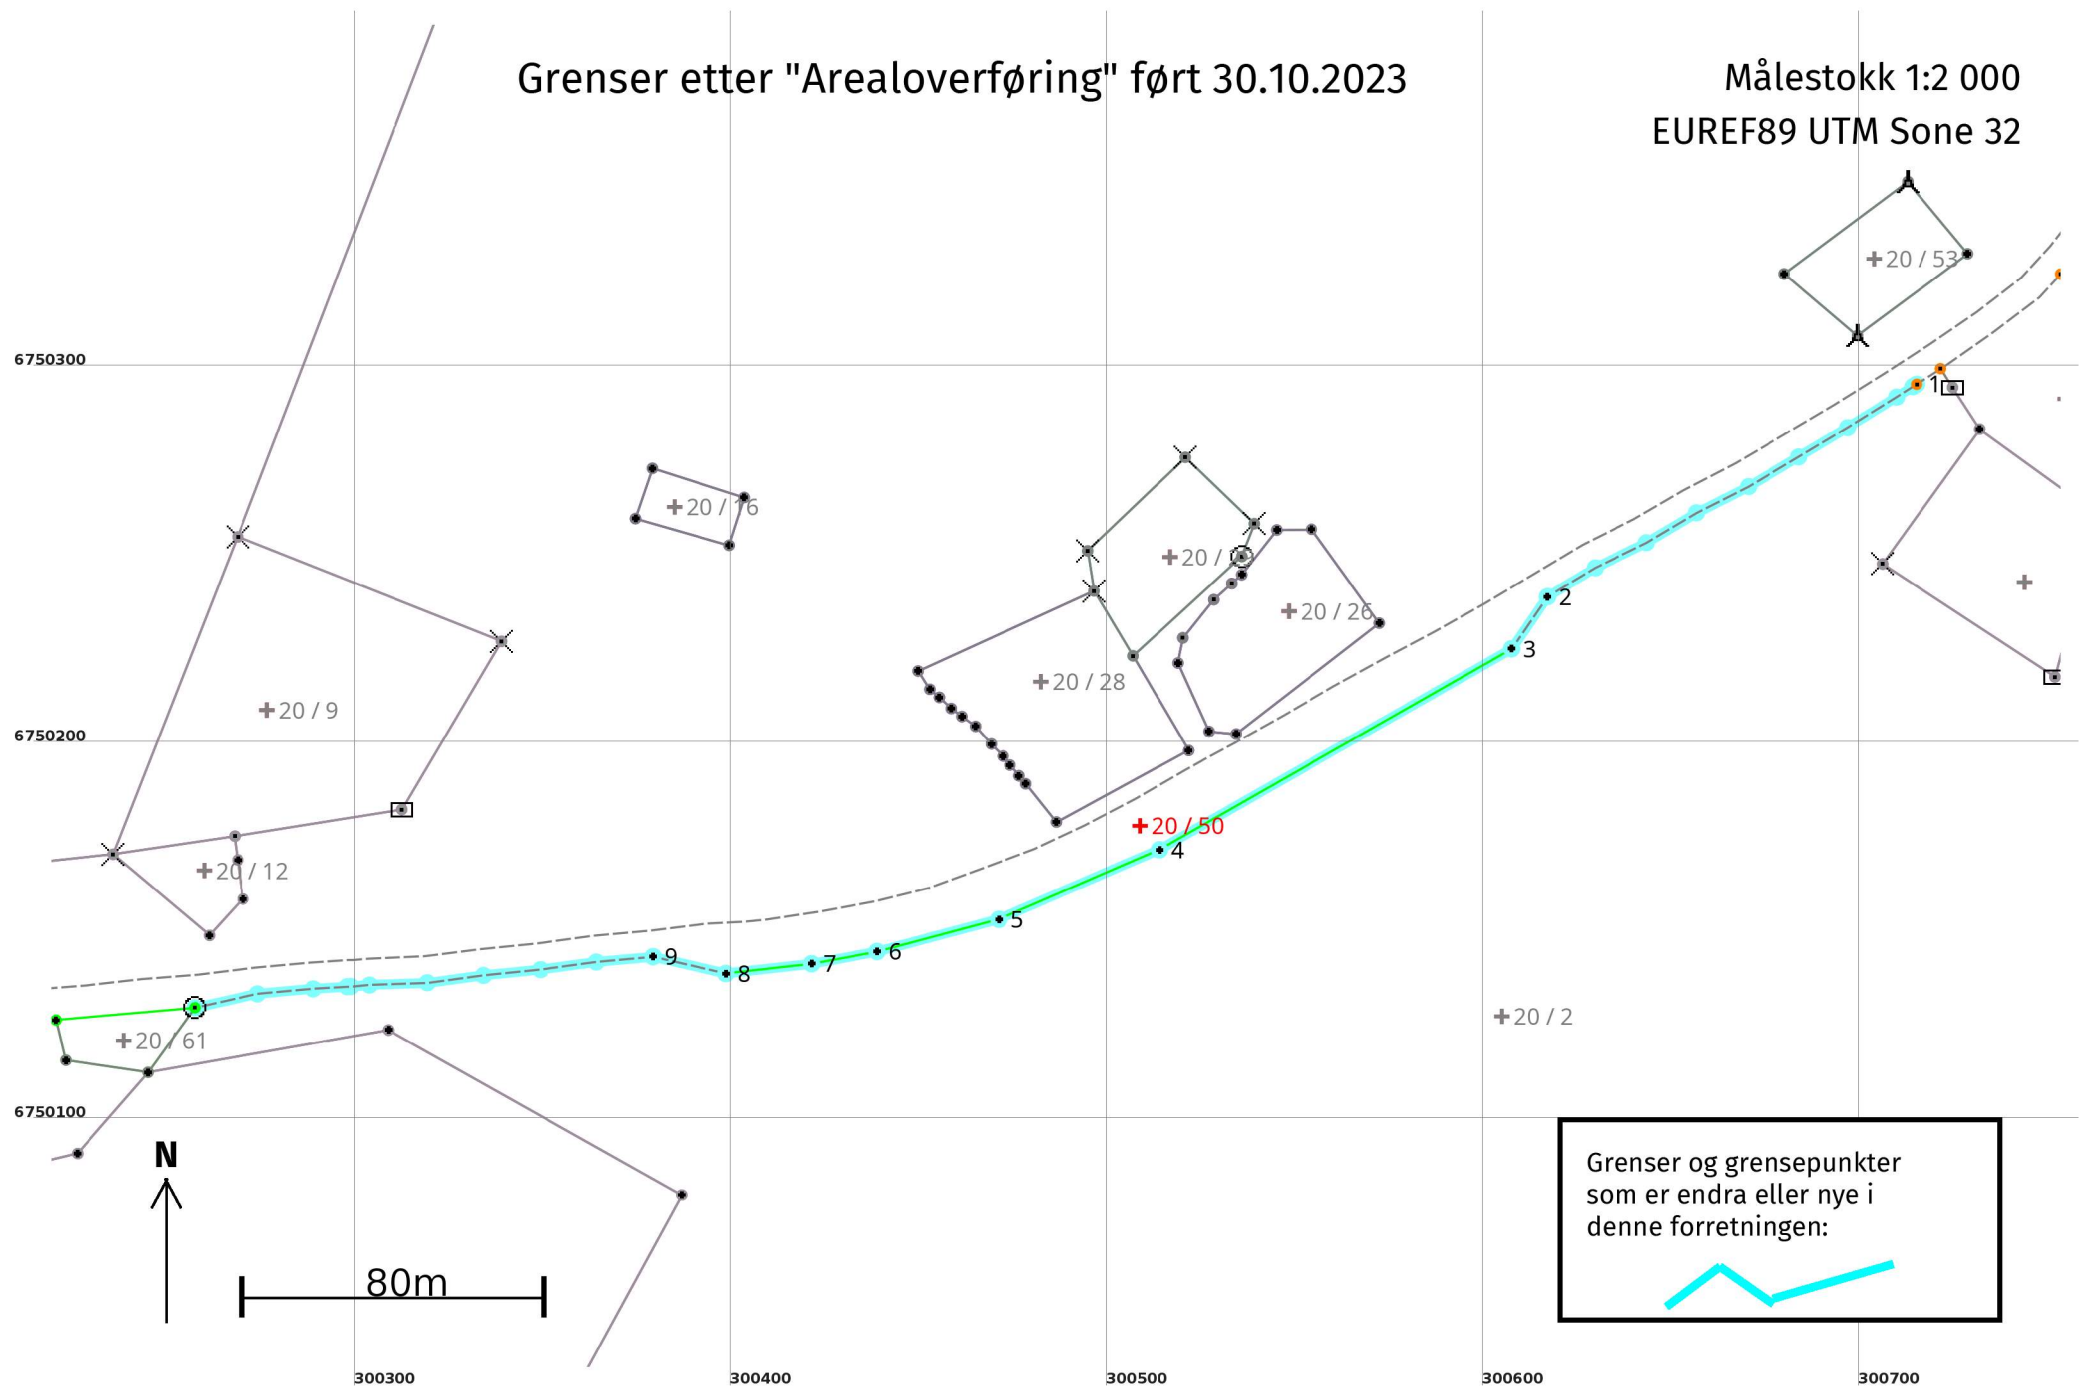 Grenser etter "Arealoverføring" ført 30.10.2023
Målestokk 1:2 000
EUREF89 UTM Sone 32
20 / 53
6750300
1
20 / 16
20 /
20 / 26
2
3
20 / 28
20 / 9
6750200
20 / 50
4
20 / 12
5
6
7
8
9
20 / 2
20 / 61
6750100
N
80m
Grenser og grensepunkter
som er endra eller nye i
denne forretningen:
300300
300400
300500
300600
300700